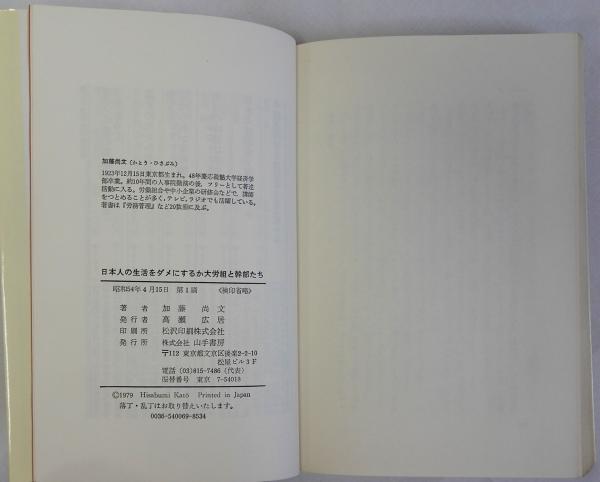 加藤尚文(かとう・ひさぶみ)
1923年12月15日東京都生まれ。48年慶応義塾大学経済学
部卒業。約10年間の人事院勤務の後、フリーとして著述
活動に入る。労働組合や中小企業の研修会などで、講師
をつとめることが多く、テレビ、ラジオでも活躍している。
著書は『労務管理』など20数冊に及ぶ。
日本人の生活をダメにするか大労組と幹部たち
昭和54年4月15日 第1刷 《検印省略》
著者 加藤尚文
発行者 高瀬広居
印刷所 松沢印刷株式会社
発行所 株式会社 山手書房
〒112 東京都文京区後楽2-2-10
松屋ビル3F
電話 (03)815-7486 (代表)
振替番号 東京 7-54013
©1979 Hisabumi Katō Printed in Japan
落丁・乱丁はお取り替えいたします。
0036-540069-8534